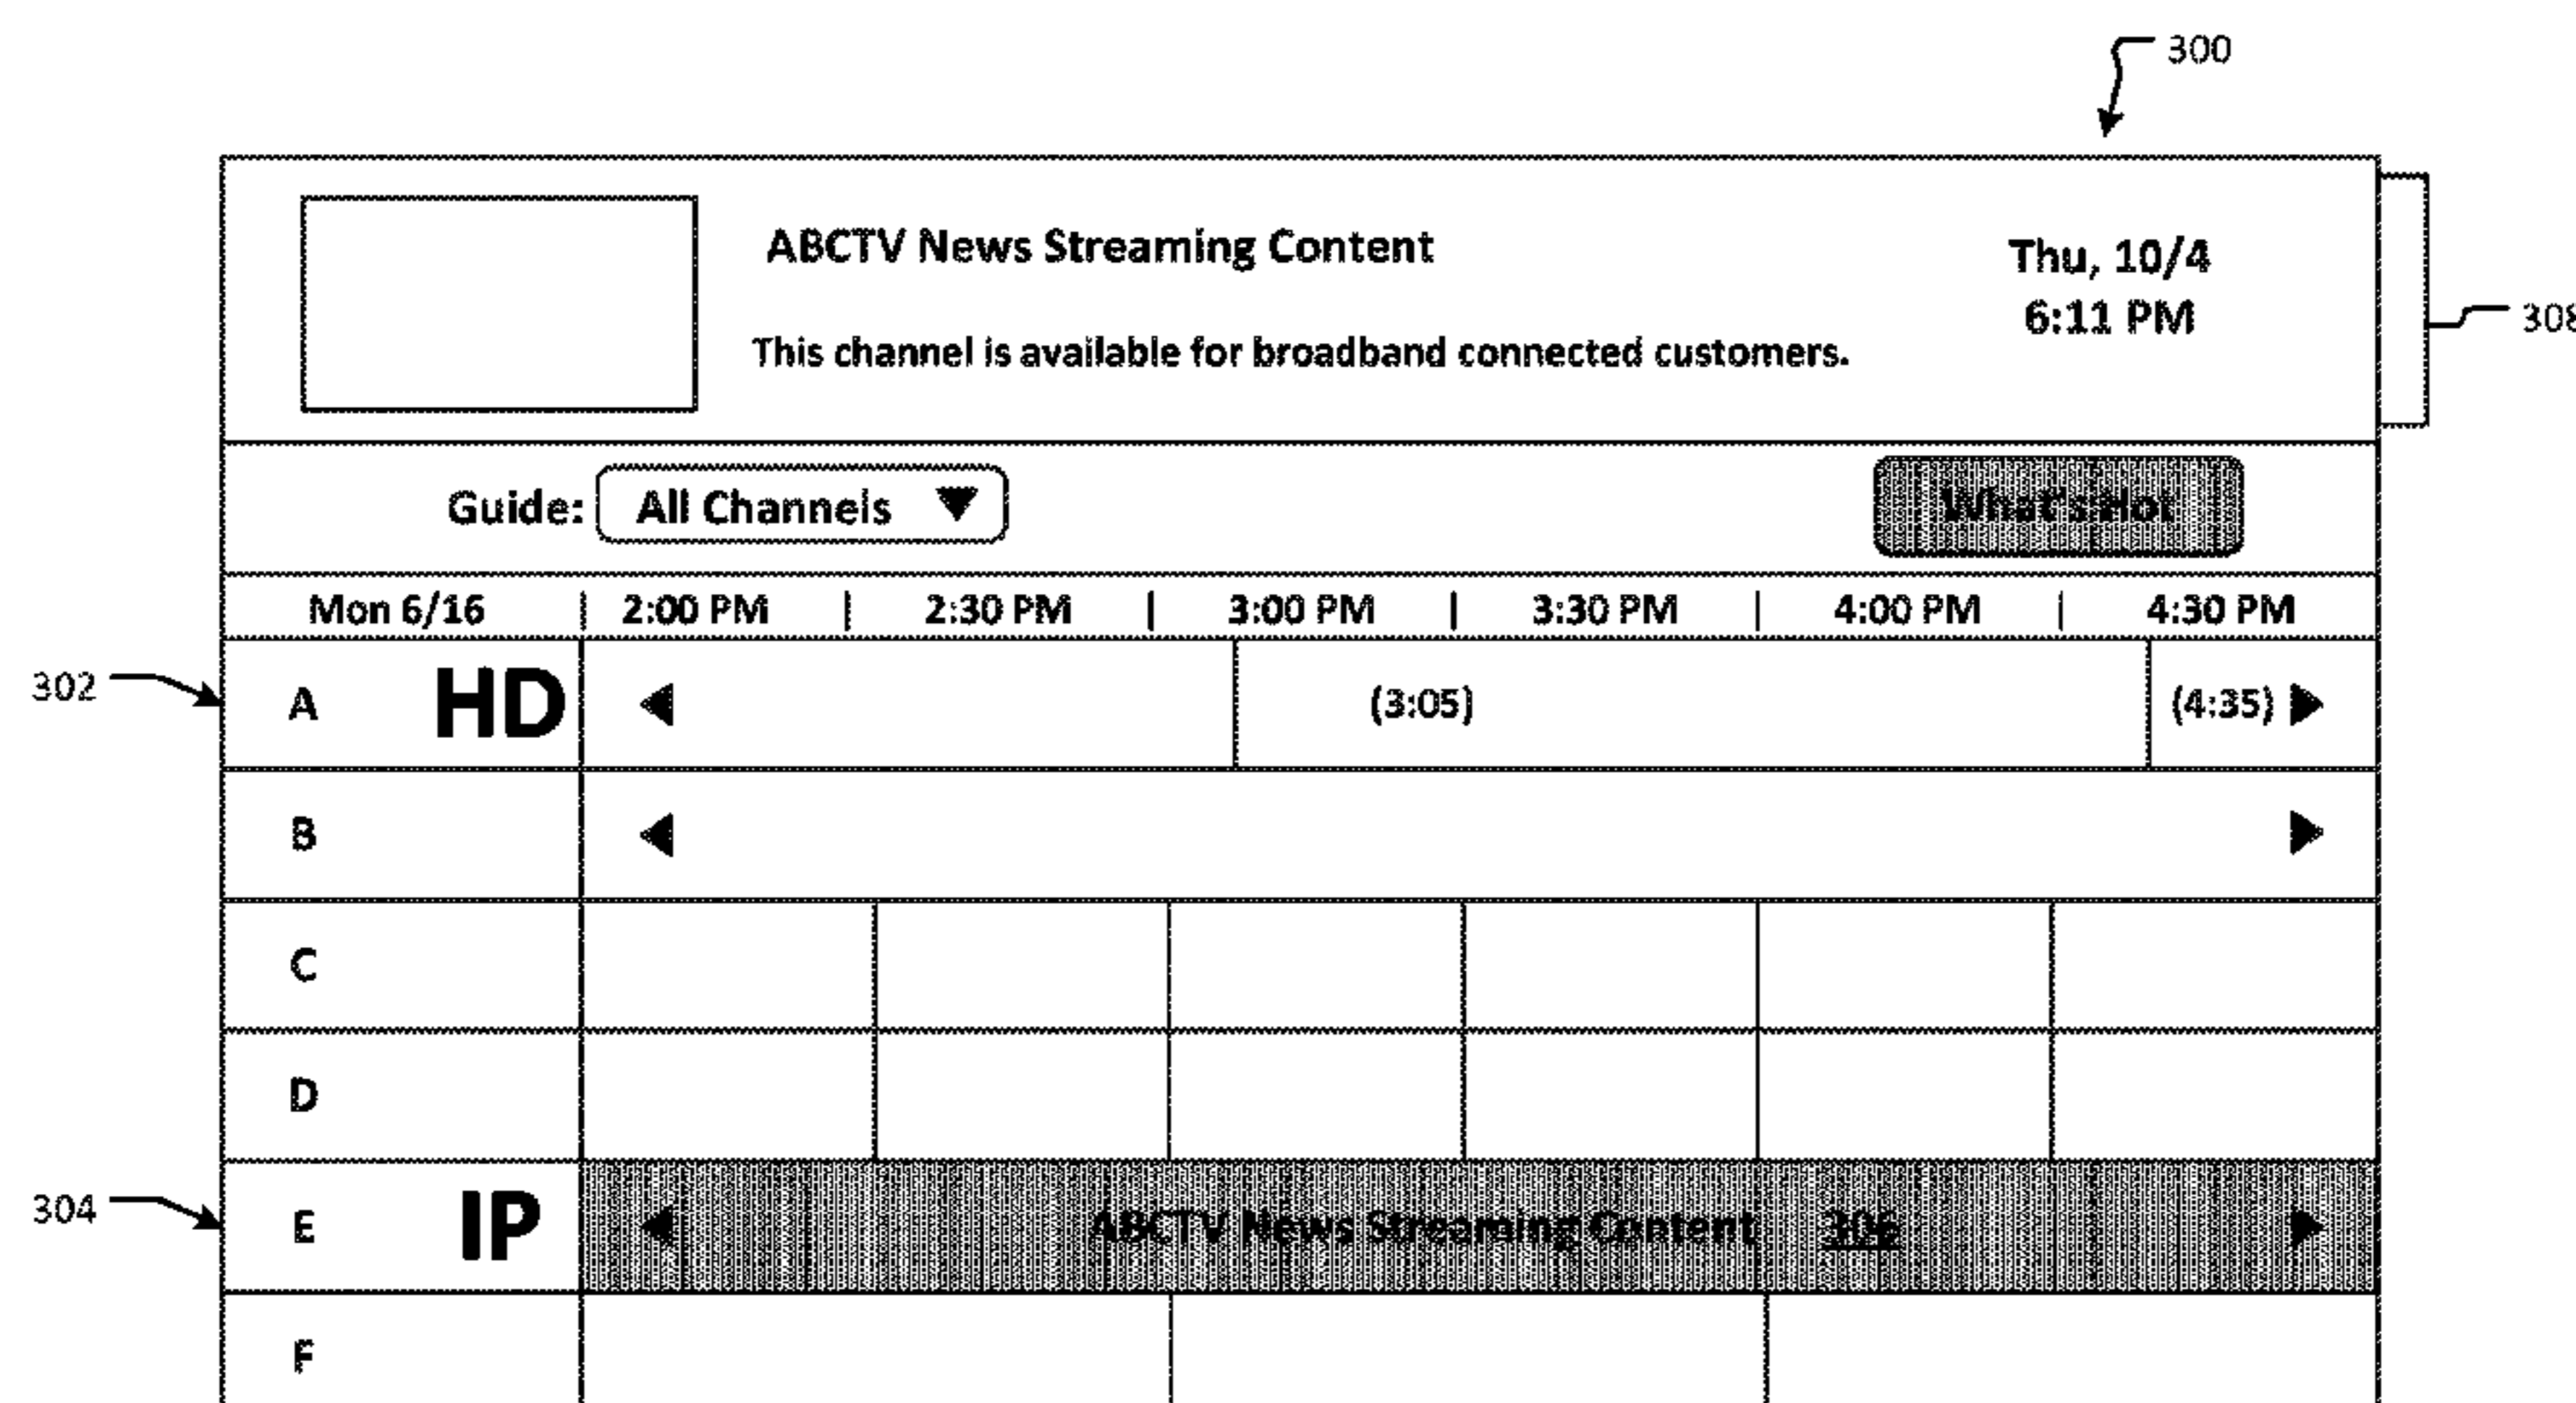 300
ABCTV News Streaming Content
Thu, 10/4
6:11 PM
This channel is available for broadband connected customers.
308
Guide: All Channels What's Hot
Mon 6/16 | 2:00 PM | 2:30 PM | 3:00 PM | 3:30 PM | 4:00 PM | 4:30 PM
302 A HD (3:05) (4:35)
B
C
D
304 E IP ABCTV News Streaming Content 306
F